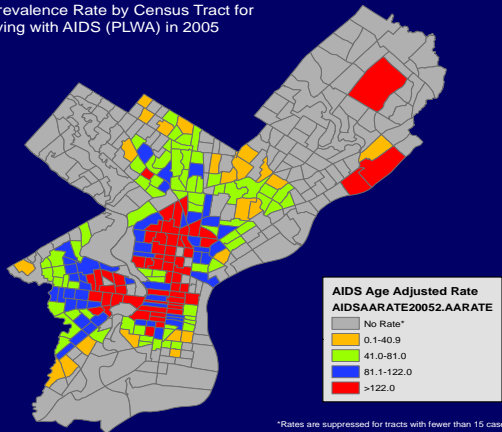 revalence Rate by Census Tract for
ving with AIDS (PLWA) in 2005
AIDS Age Adjusted Rate
AIDSAARATE20052.AARATE
No Rate*
0.1-40.9
41.0-81.0
81.1-122.0
>122.0
*Rates are suppressed for tracts with fewer than 15 cas